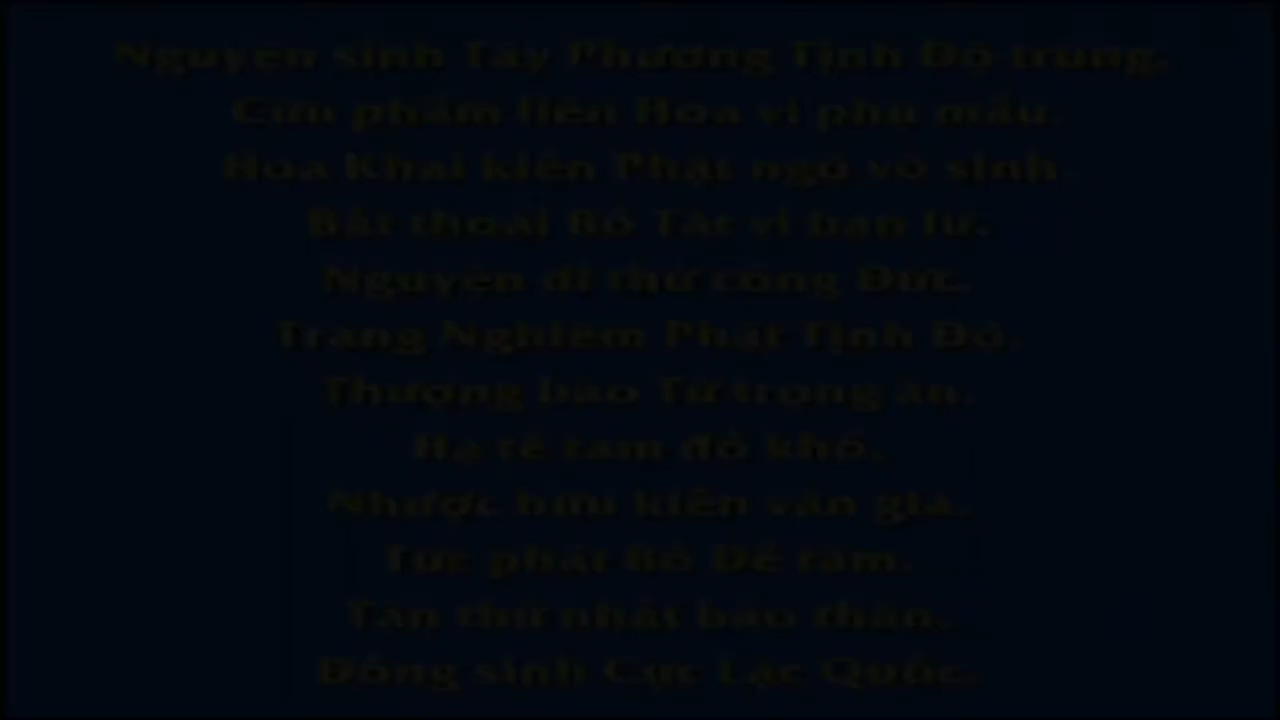 Nguyện sinh Tây Phương Tịnh Độ trung.
Cửu phẩm liên Hoa vi phụ mẫu.
Hoa Khai kiến Phật ngộ vô sinh.
Bất thoái Bồ Tát vi bạn lữ.
Nguyện dĩ thử công Đức.
Trang Nghiêm Phật Tịnh Độ.
Thượng báo Tứ trọng ân.
Hạ tế tam đồ khổ.
Nhược hữu kiến văn giả.
Tức phát Bồ Đề tâm.
Tận thử nhất báo thân.
Đồng sinh Cực Lạc Quốc.